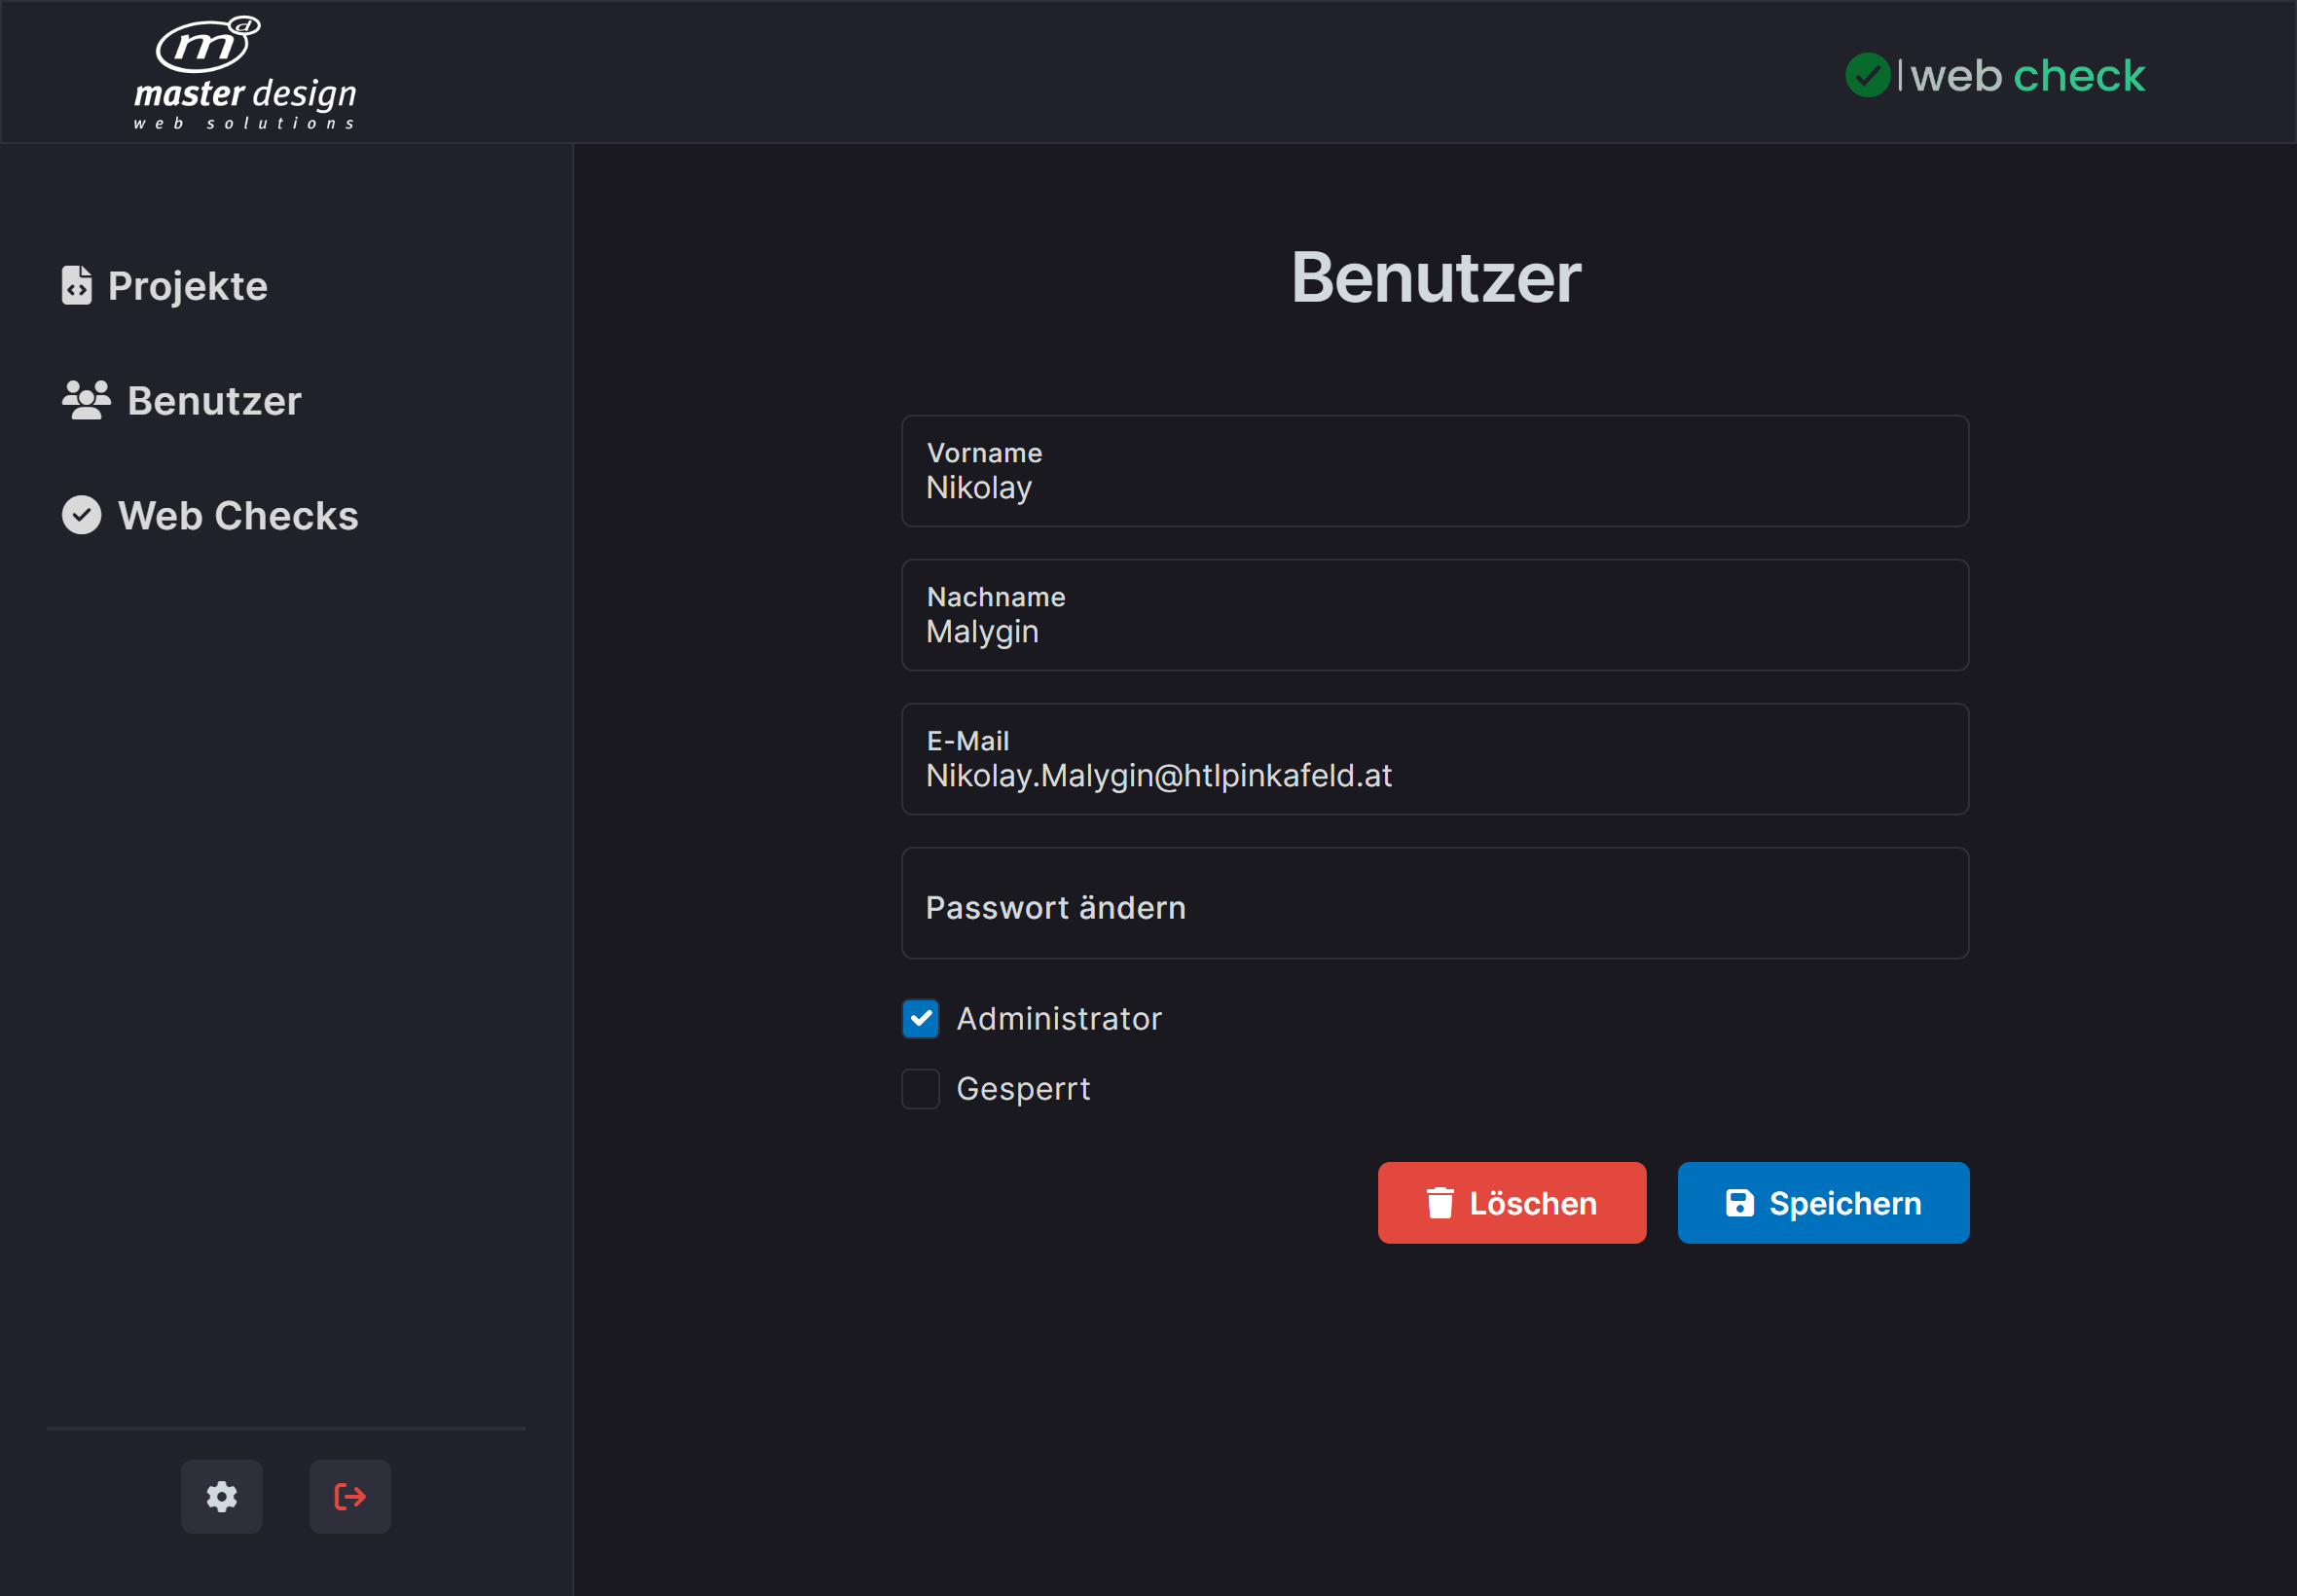 md
master design
web solutions
web check
Projekte
Benutzer
Web Checks
Benutzer
Vorname
Nikolay
Nachname
Malygin
E-Mail
Nikolay.Malygin@htlpinkafeld.at
Passwort ändern
Administrator
Gesperrt
Löschen
Speichern